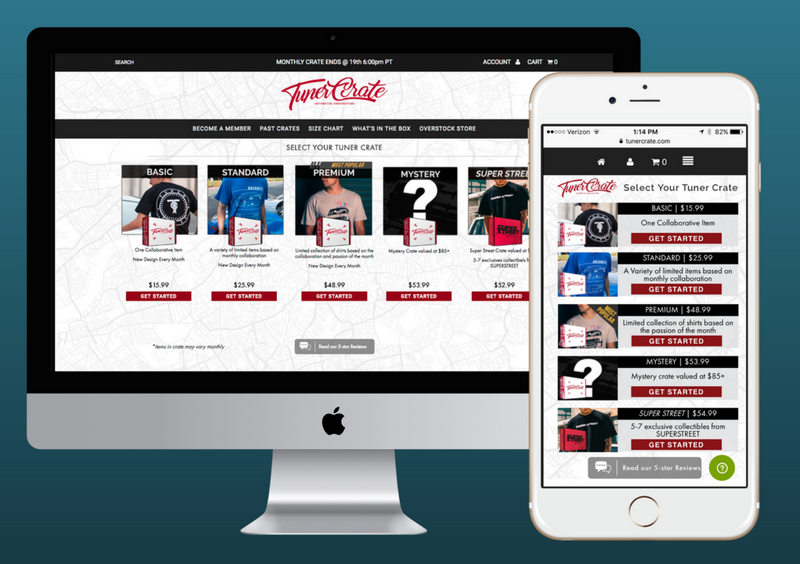 SEARCH
MONTHLY CRATE ENDS @ 19th 6:00pm PT
ACCOUNT
CART 0
Tuner Crate
BECOME A MEMBER PAST CRATES SIZE CHART WHAT'S IN THE BOX OVERSTOCK STORE
SELECT YOUR TUNER CRATE
BASIC
One Collaborative Item
New Design Every Month
$15.99
GET STARTED
STANDARD
A variety of limited items based on
monthly collaboration
New Design Every Month
$25.99
GET STARTED
MOST POPULAR
PREMIUM
Limited collection of shirts based on the
collaboration and passion of the month
New Design Every Month
$48.99
GET STARTED
MYSTERY
?
Mystery Crate valued at $85+
$53.99
GET STARTED
SUPER STREE
Super Street Crate valued at
5-7 exclusive collectibles f
SUPERSTREET
$52.99
GET STARTED
*items in crate may vary monthly
Read our 5-star Reviews
Verizon 1:14 PM 82%
tunercrate.com
0
Tuner Crate Select Your Tuner Crate
BASIC | $15.99
One Collaborative Item
GET STARTED
STANDARD | $25.99
A Variety of limited items based on
monthly collaboration
GET STARTED
MOST
POPULAR
PREMIUM | $48.99
Limited collection of shirts based on
the passion of the month
GET STARTED
?
MYSTERY | $53.99
Mystery crate valued at $85+
GET STARTED
SUPER STREET | $54.99
5-7 exclusive collectibles from
SUPERSTREET
GET STARTED
Read our 5-star Reviews
?